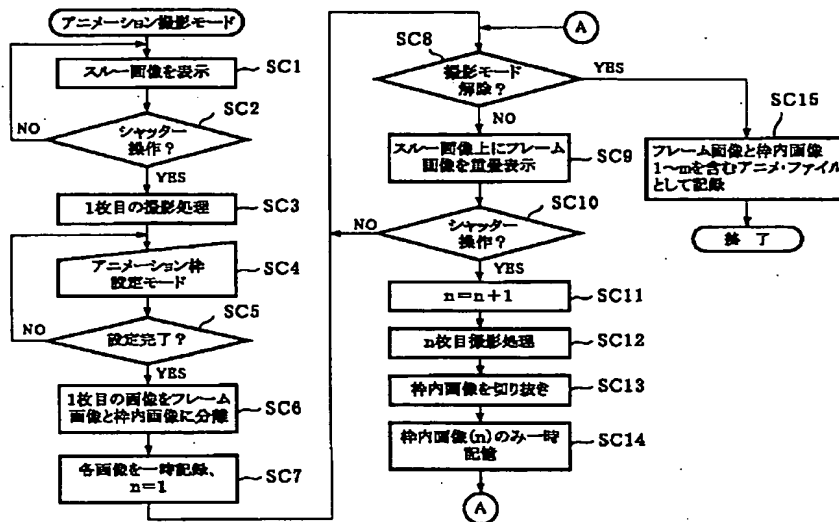 アニメーション撮影モード
スルー画像を表示
SC1
シャッター
操作?
SC2
NO
YES
1枚目の撮影処理
SC3
アニメーション枠
設定モード
SC4
設定完了?
SC5
NO
YES
1枚目の画像をフレーム
画像と枠内画像に分離
SC6
各画像を一時記録、
n=1
SC7
A
撮影モード
解除?
SC8
YES
NO
スルー画像上にフレーム
画像を重畳表示
SC9
シャッター
操作?
SC10
NO
YES
n=n+1
SC11
n枚目撮影処理
SC12
枠内画像を切り抜き
SC13
枠内画像(n)のみ一時
記憶
SC14
A
SC15
フレーム画像と枠内画像
1~mを含むアニメ・ファイル
として記録
終了